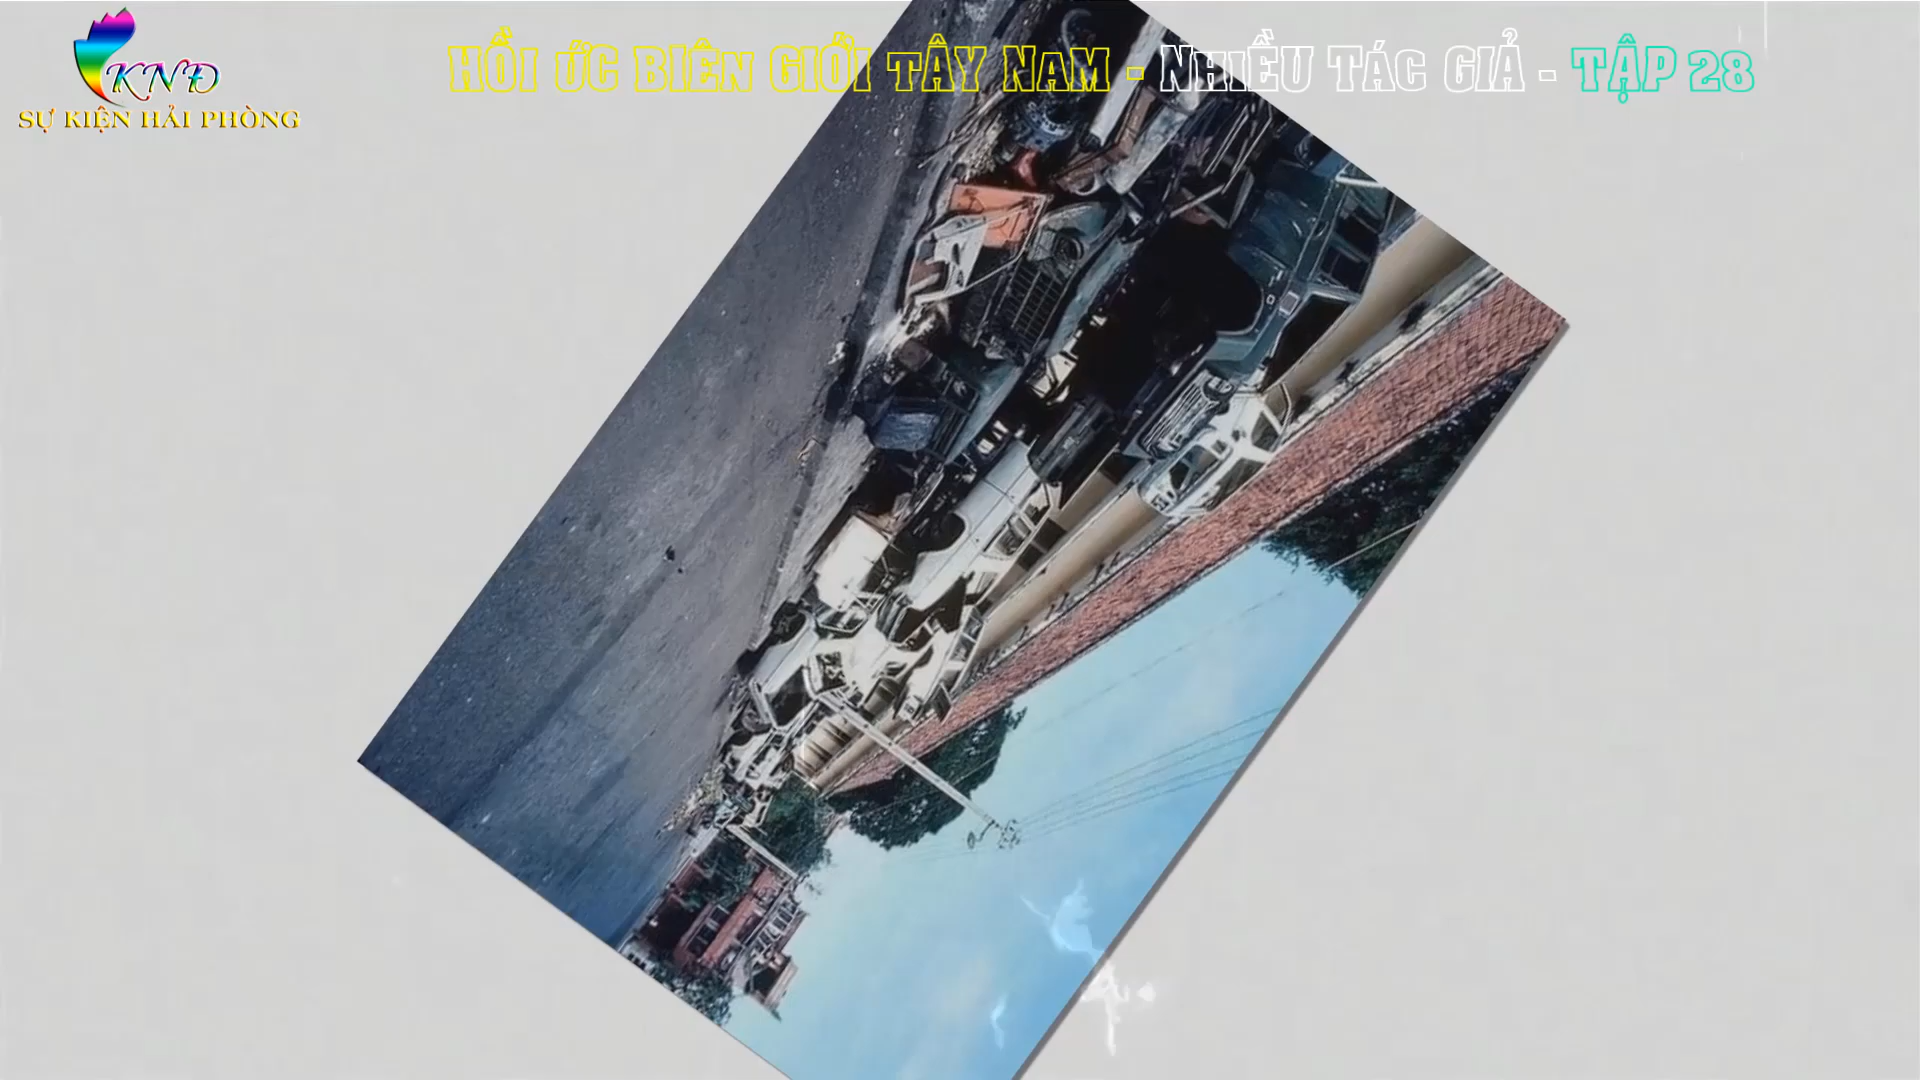 HỒI ỨC BIÊN GIỚI TÂY NAM - NHIỀU TÁC GIẢ - TẬP 28
KNĐ
SỰ KIỆN HẢI PHÒNG